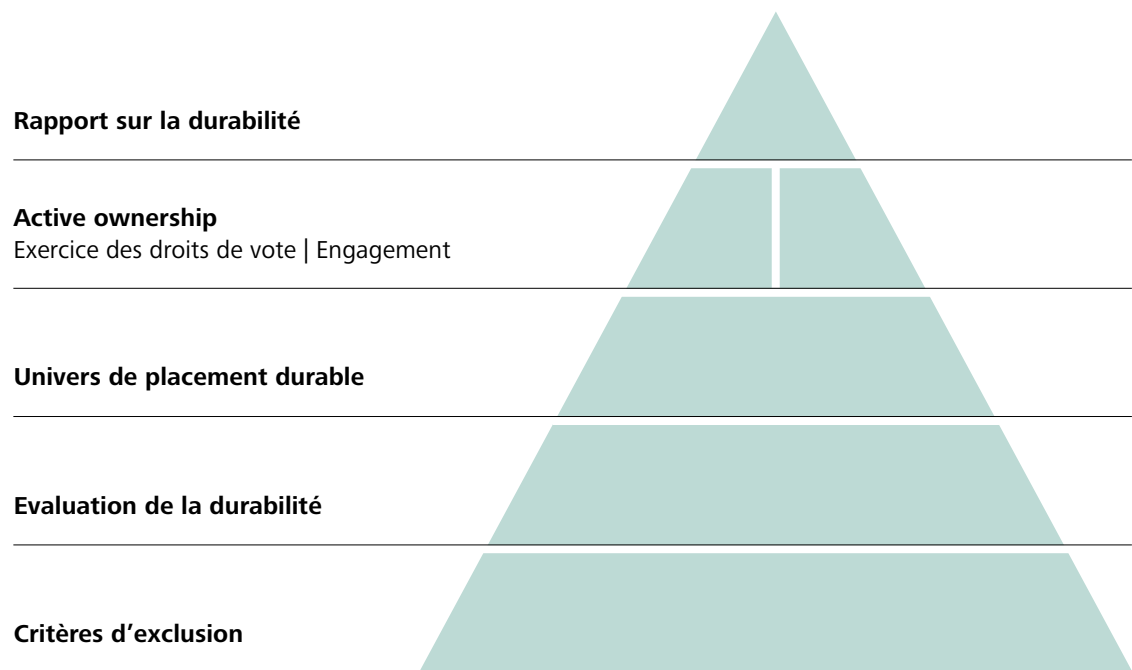 Rapport sur la durabilité
Active ownership
Exercice des droits de vote | Engagement
Univers de placement durable
Evaluation de la durabilité
Critères d’exclusion